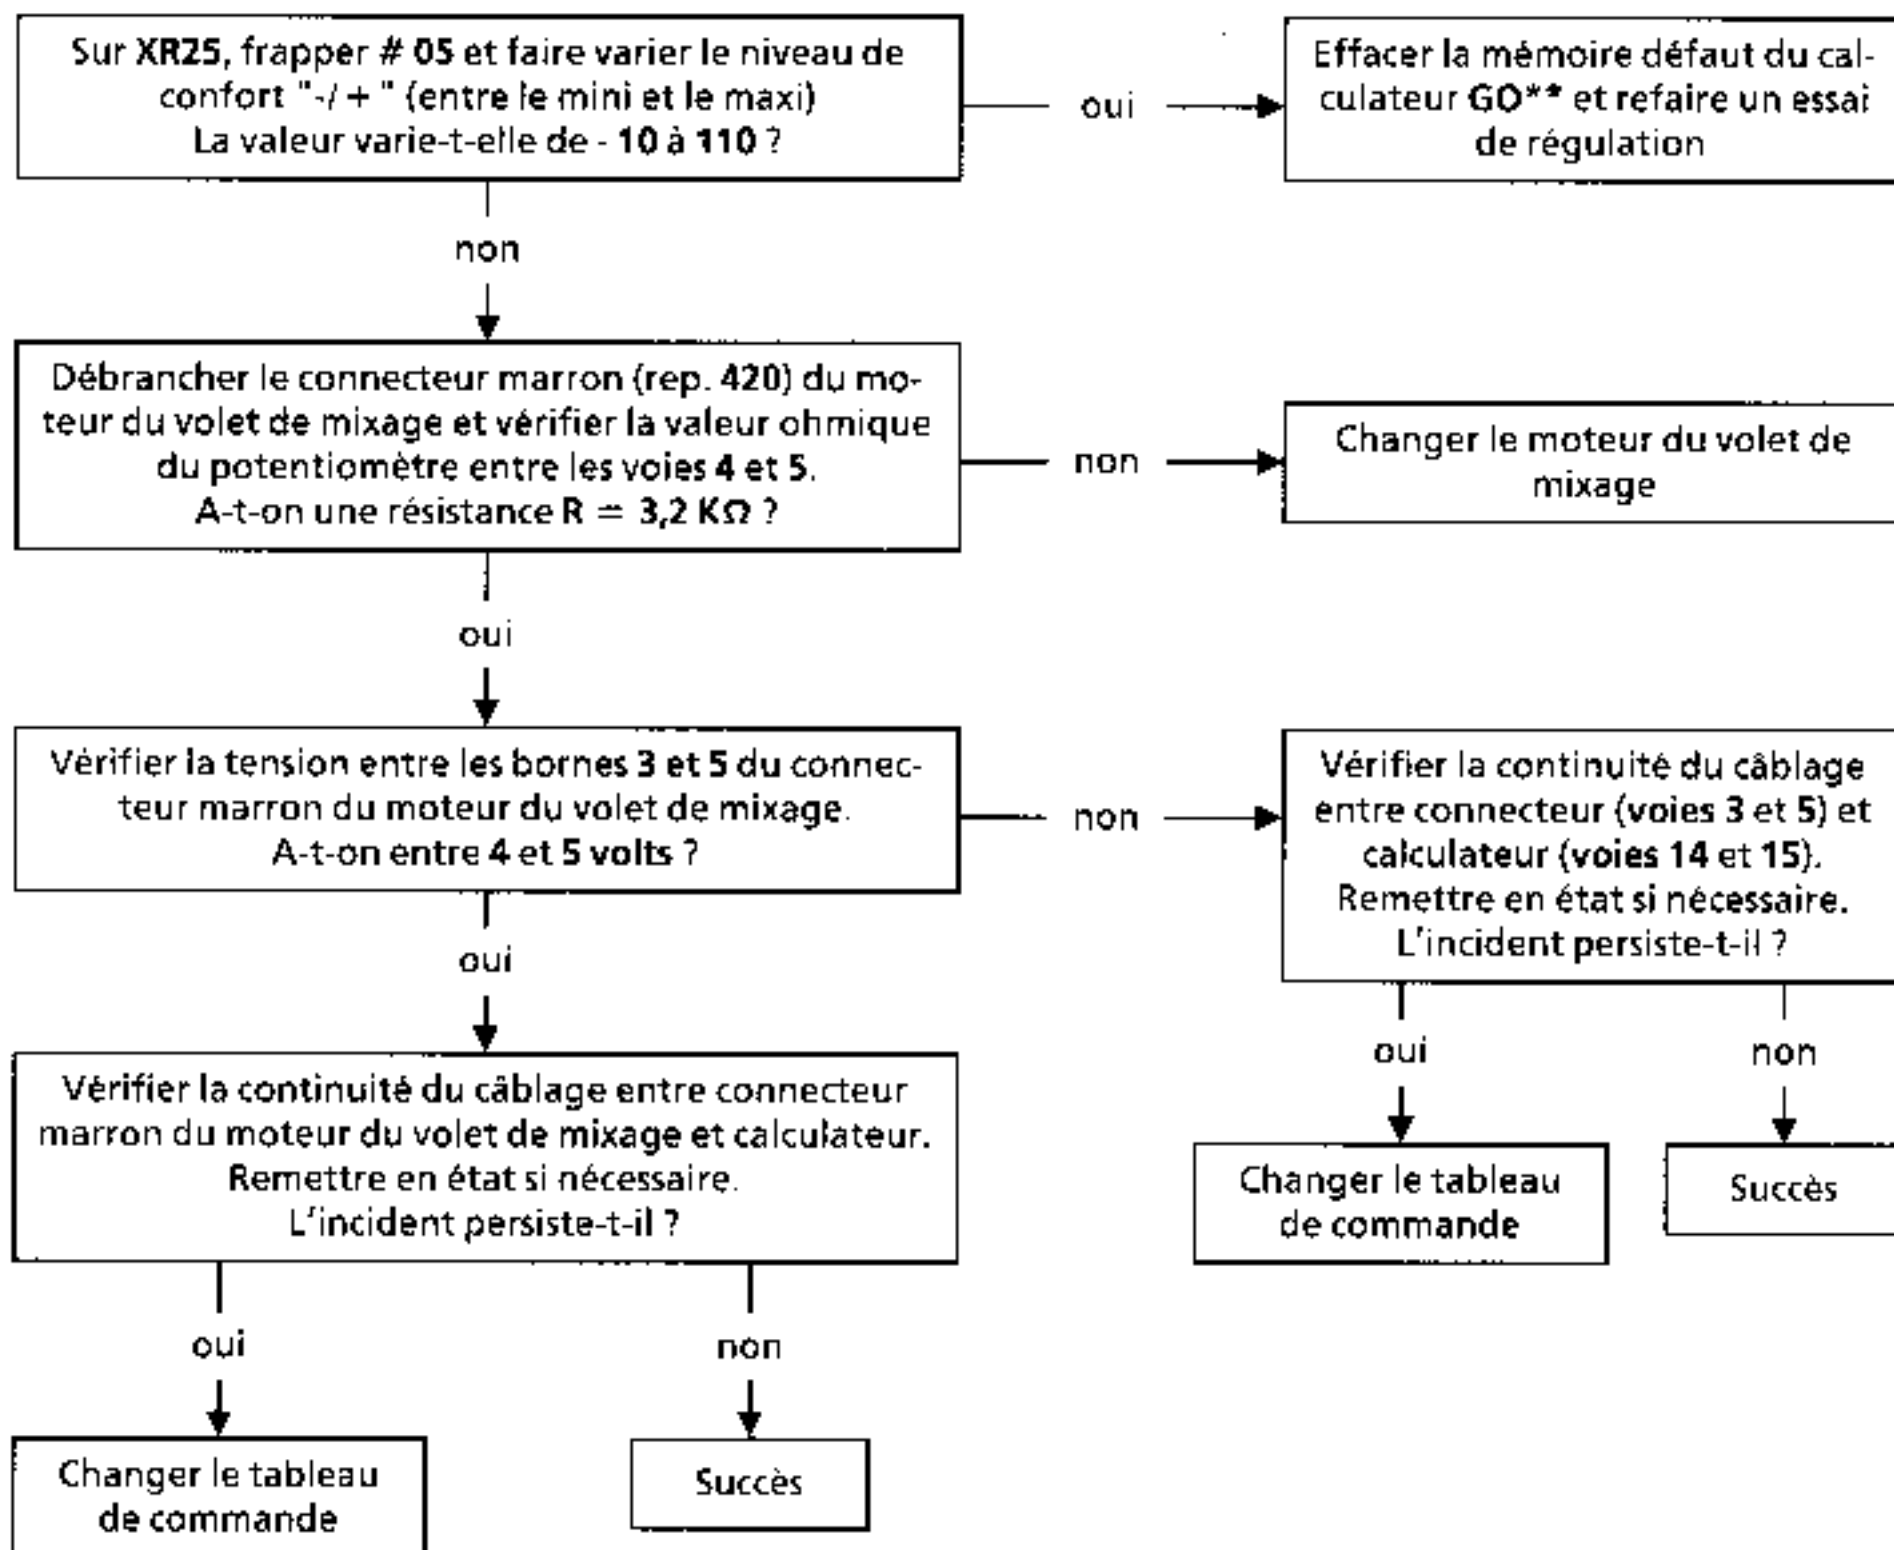 Sur XR25, frapper # 05 et faire varier le niveau de
confort "-/ + " (entre le mini et le maxi)
La valeur varie-t-elle de - 10 à 110 ?
oui
Effacer la mémoire défaut du cal-
culateur GO** et refaire un essai
de régulation
non
Débrancher le connecteur marron (rep. 420) du mo-
teur du volet de mixage et vérifier la valeur ohmique
du potentiomètre entre les voies 4 et 5.
A-t-on une résistance R = 3,2 KΩ ?
non
Changer le moteur du volet de
mixage
oui
Vérifier la tension entre les bornes 3 et 5 du connec-
teur marron du moteur du volet de mixage.
A-t-on entre 4 et 5 volts ?
non
Vérifier la continuité du câblage
entre connecteur (voies 3 et 5) et
calculateur (voies 14 et 15).
Remettre en état si nécessaire.
L'incident persiste-t-il ?
oui
Vérifier la continuité du câblage entre connecteur
marron du moteur du volet de mixage et calculateur.
Remettre en état si nécessaire.
L'incident persiste-t-il ?
oui
non
Changer le tableau
de commande
Succès
oui
non
Changer le tableau
de commande
Succès